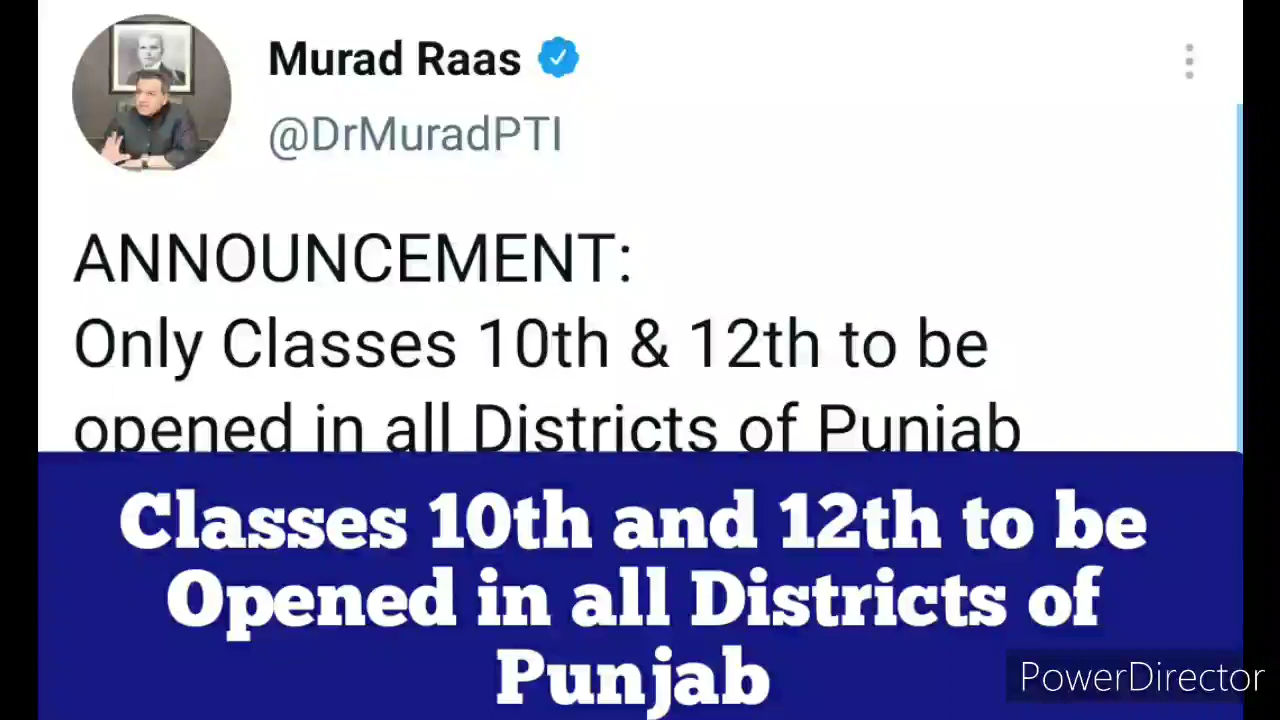 Murad Raas
@DrMuradPTI
ANNOUNCEMENT:
Only Classes 10th & 12th to be
opened in all Districts of Punjab
Classes 10th and 12th to be
Opened in all Districts of
Punjab
PowerDirector